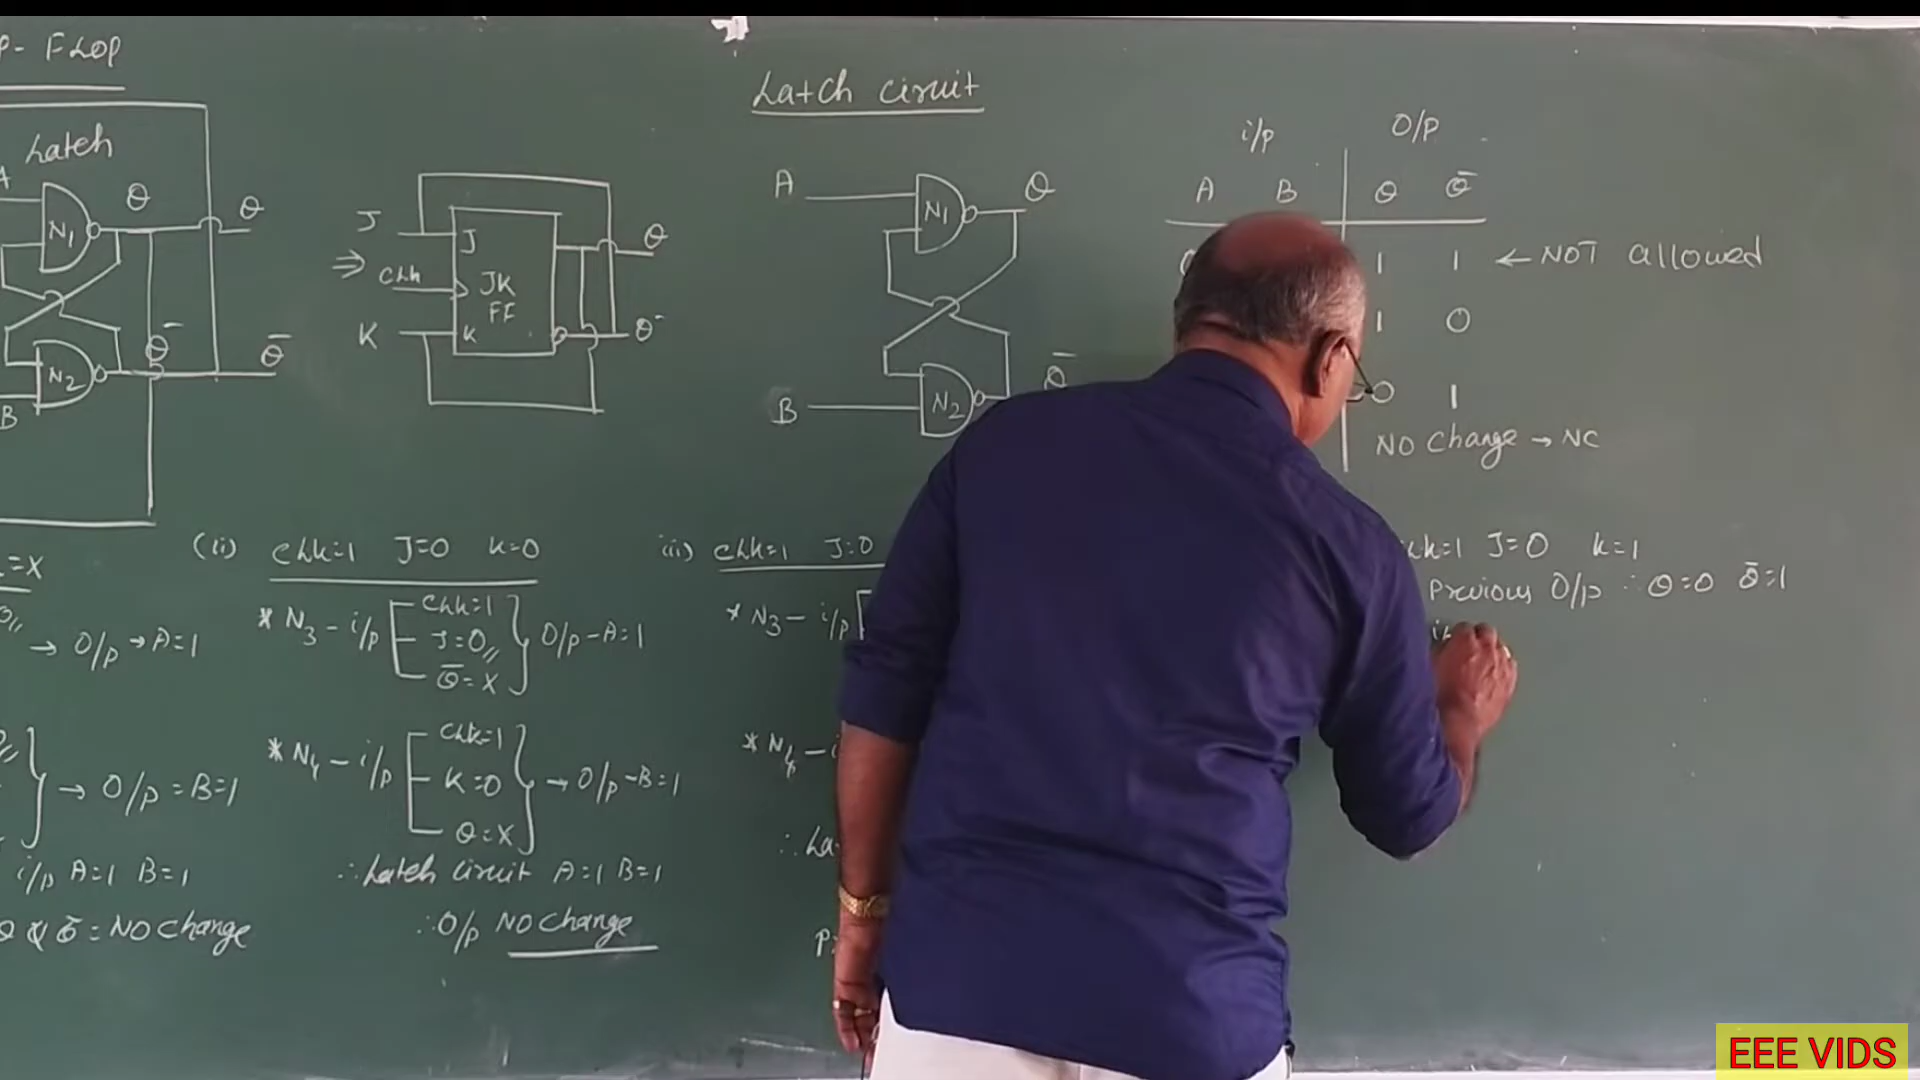 FLOP
Latch
A
N1
Q
Q
N2
Q̄
Q̄
B
J
Clk
K
J
JK
FF
K
Q
Q̄
Latch Circuit
A
N1
Q
B
N2
Q̄
i/p O/p
A B Q Q̄
1 1 ← NOT allowed
1 0
0 1
NO Change → NC
=X
→ O/p → A=1
→ O/p = B=1
i/p A=1 B=1
Q̄ = NO Change
(ii) Clk=1 J=0 K=0
* N3 - i/p
Clk=1
J=0
Q̄=X
O/p - A=1
* N4 - i/p
Clk=1
K=0
Q=X
→ O/p - B=1
∴ Latch Circuit A=1 B=1
∴ O/p NO Change
iii) Clk=1 J=0
* N3 - i/p
* N4 - i
∴ La
k=1 J=0 K=1
Previous O/p ∴ Q=0 Q̄=1
EEE VIDS